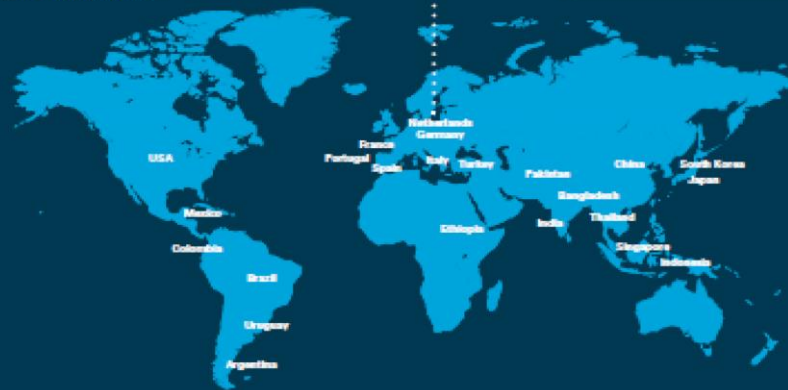 Netherlands
Germany
France
Portugal
Spain
Italy
Turkey
USA
Pakistan
China
South Korea
Japan
Bangladesh
Mexico
India
Thailand
Ethiopia
Colombia
Singapore
Indonesia
Brazil
Uruguay
Argentina